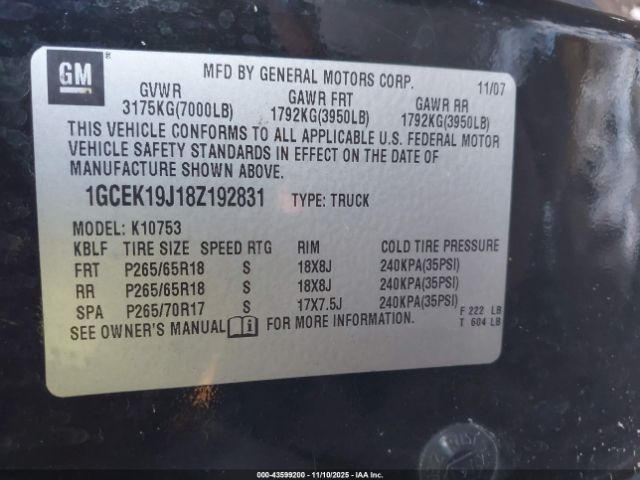 GM
MFD BY GENERAL MOTORS CORP. 11/07
GVWR GAWR FRT GAWR RR
3175KG(7000LB) 1792KG(3950LB) 1792KG(3950LB)
THIS VEHICLE CONFORMS TO ALL APPLICABLE U.S. FEDERAL MOTOR
VEHICLE SAFETY STANDARDS IN EFFECT ON THE DATE OF
MANUFACTURE SHOWN ABOVE.
1GCEK19J18Z192831 TYPE: TRUCK
MODEL: K10753
KBLF TIRE SIZE SPEED RTG RIM COLD TIRE PRESSURE
FRT P265/65R18 S 18X8J 240KPA(35PSI)
RR P265/65R18 S 18X8J 240KPA(35PSI)
SPA P265/70R17 S 17X7.5J 240KPA(35PSI)
SEE OWNER'S MANUAL i FOR MORE INFORMATION.
F 222 LB
T 604 LB
000-43599200 - 11/10/2025 - IAA Inc.